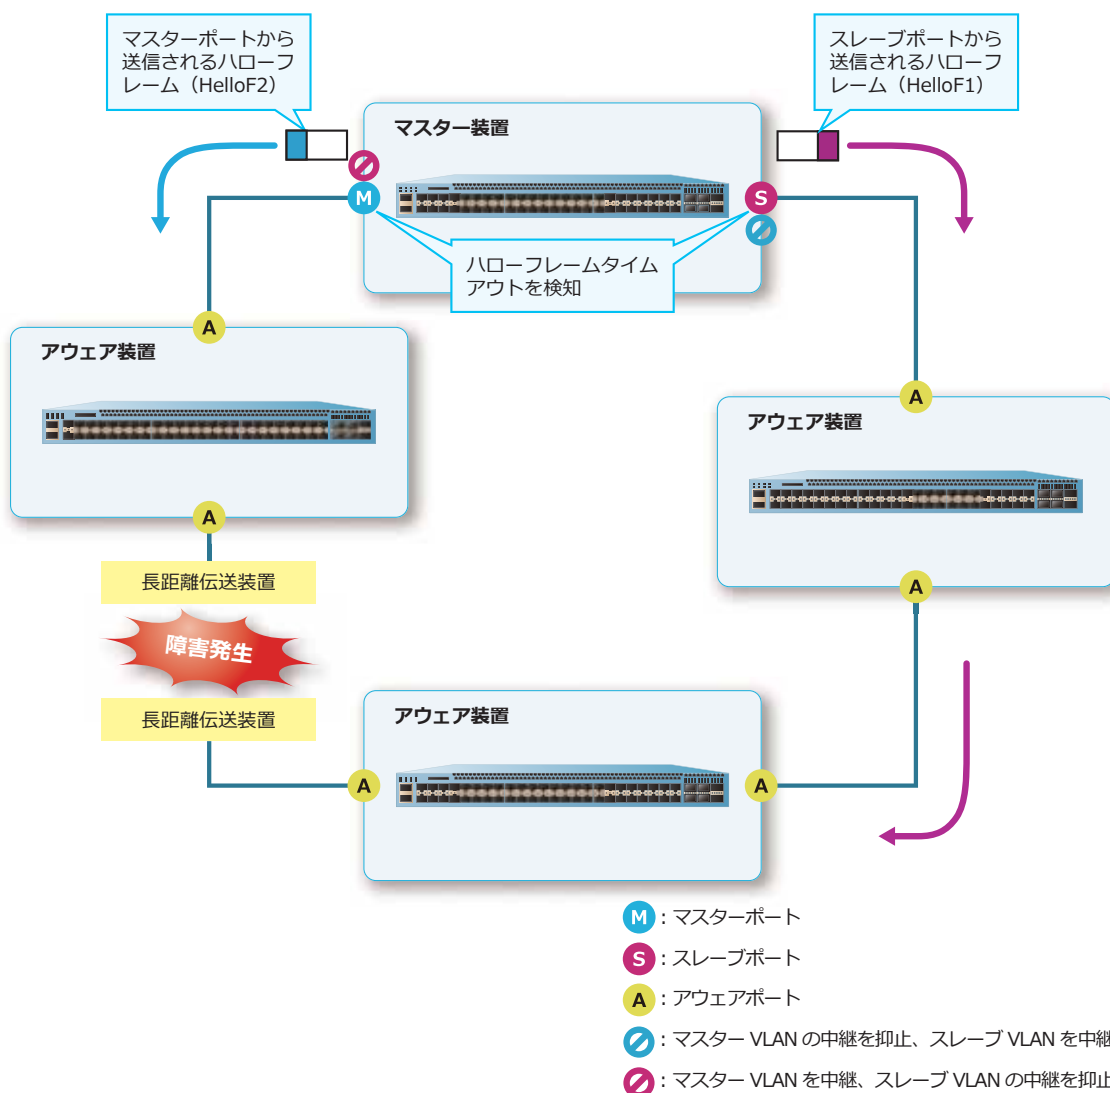 マスターポートから
送信されるハローフ
レーム（HelloF2）
スレーブポートから
送信されるハローフ
レーム（HelloF1）
マスター装置
M
S
ハローフレームタイム
アウトを検知
A
アウェア装置
A
アウェア装置
A
A
長距離伝送装置
障害発生
長距離伝送装置
アウェア装置
A
A
M：マスターポート
S：スレーブポート
A：アウェアポート
：マスター VLAN の中継を抑止、スレーブ VLAN を中継
：マスター VLAN を中継、スレーブ VLAN の中継を抑止